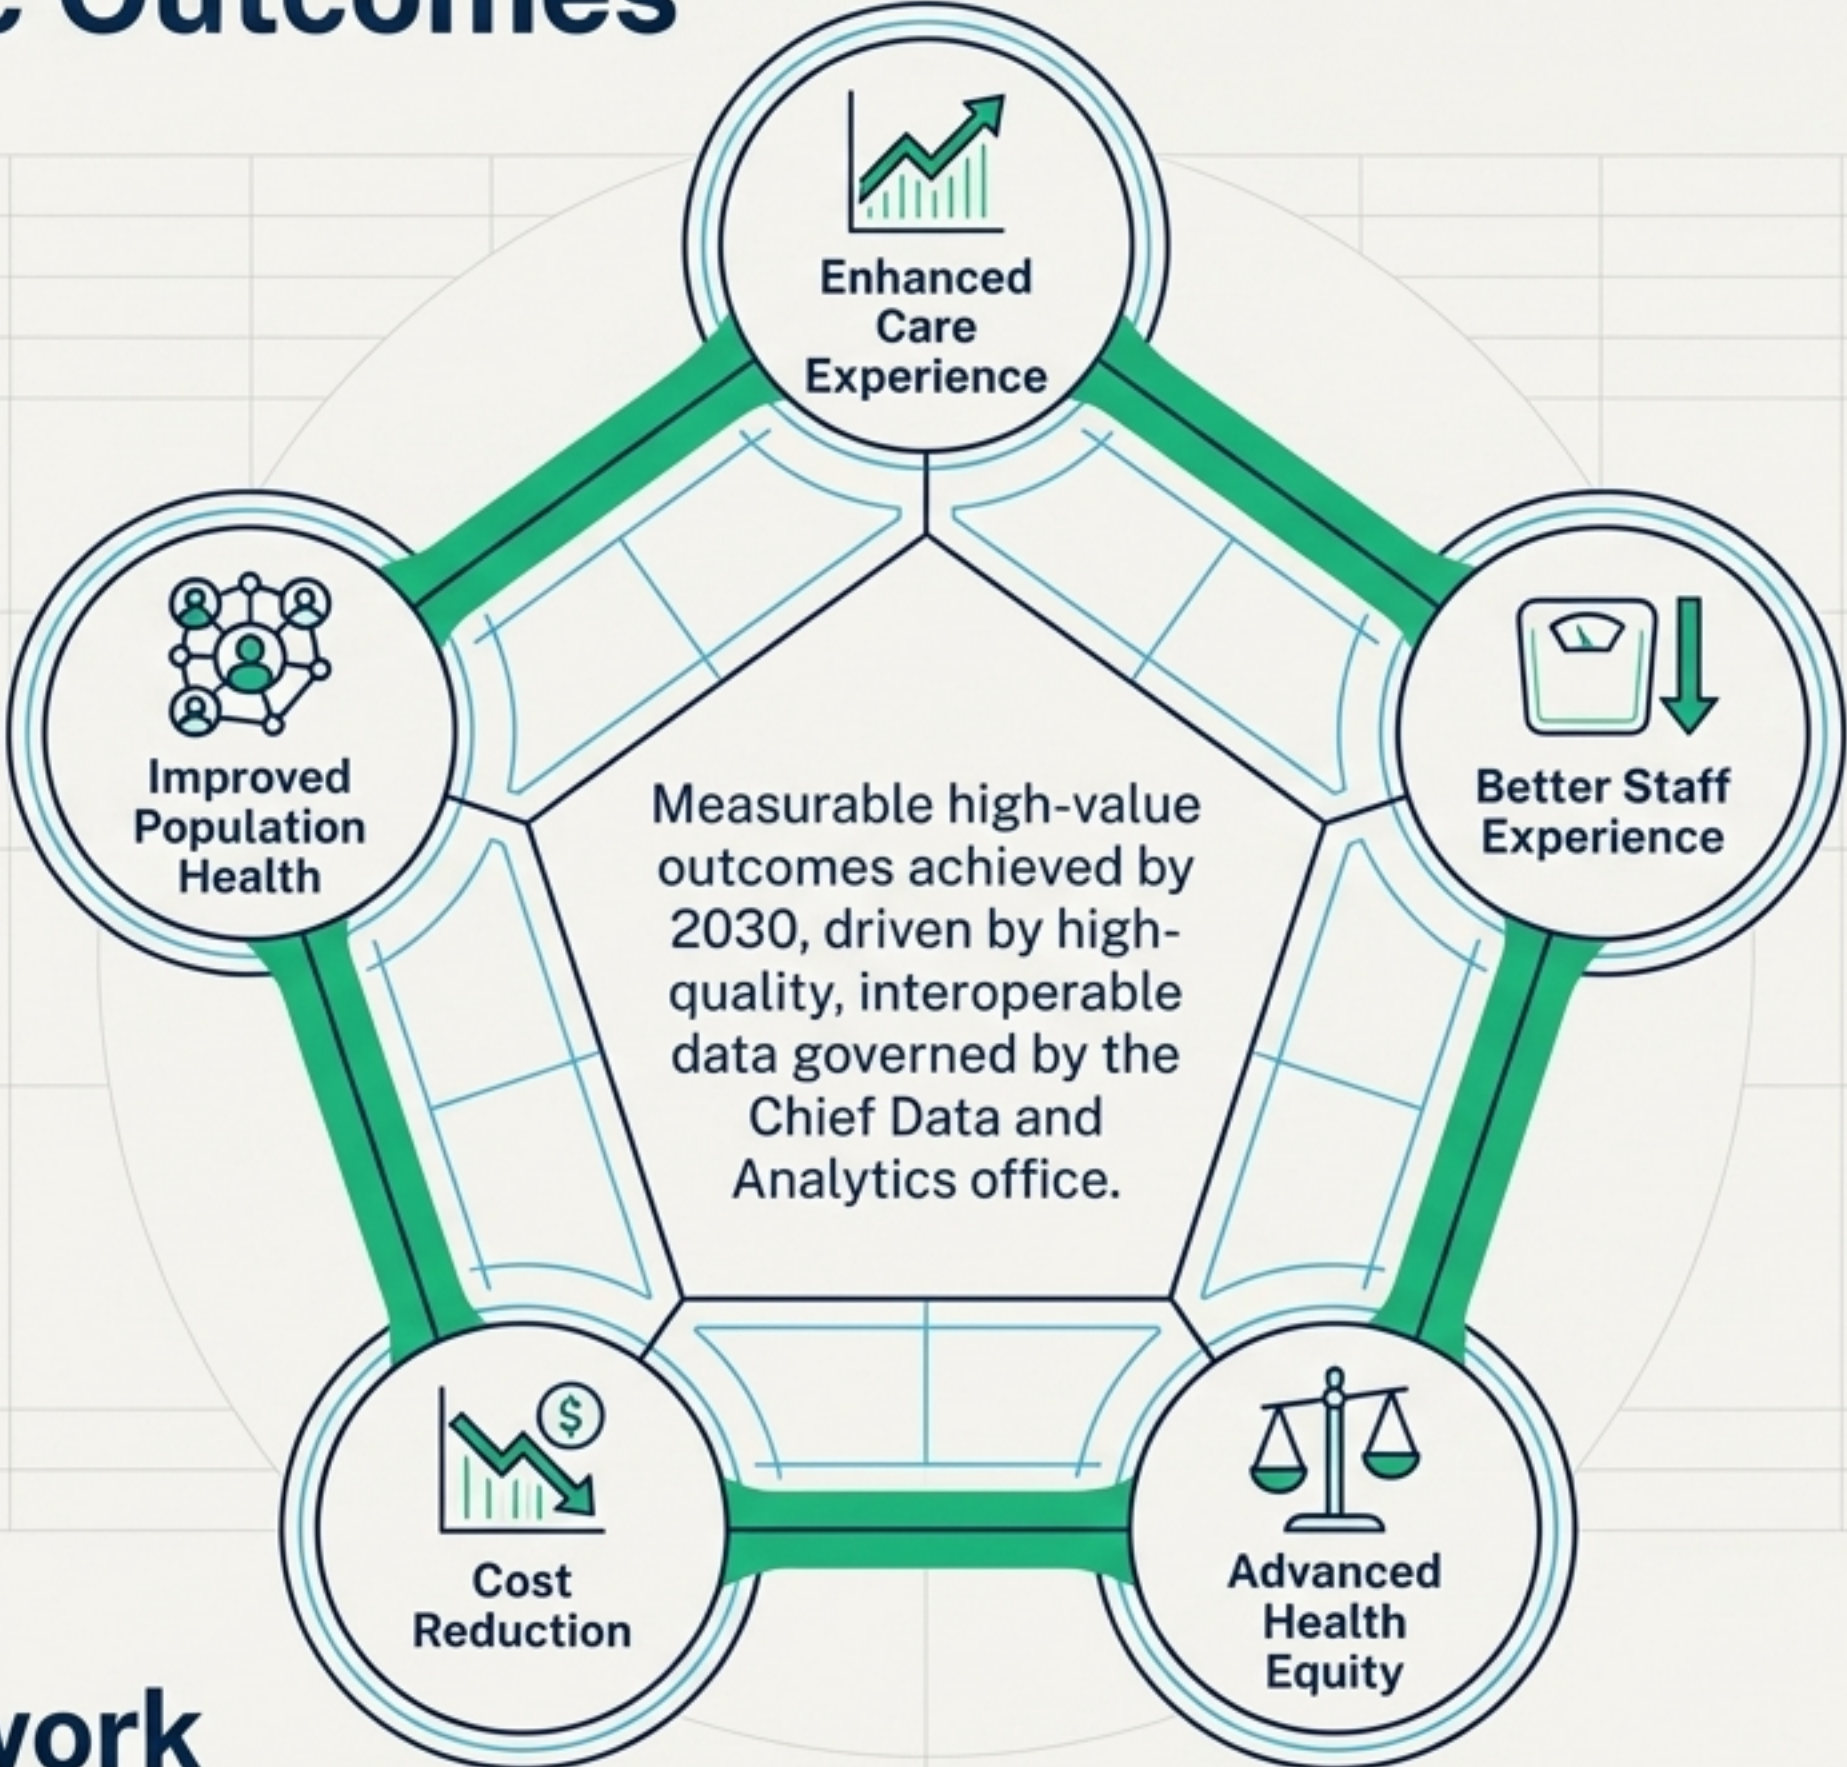 Outcomes
Enhanced
Care
Experience
Improved
Population
Health
Better Staff
Experience
Measurable high-value
outcomes achieved by
2030, driven by high-
quality, interoperable
data governed by the
Chief Data and
Analytics office.
$
Cost
Reduction
Advanced
Health
Equity
work